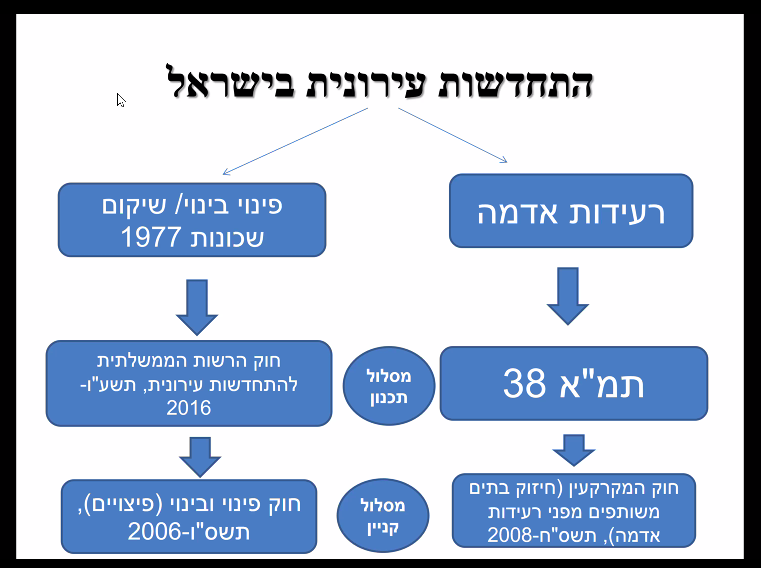 התחדשות עירונית בישראל
רעידות אדמה
פינוי בינוי/ שיקום
שכונות 1977
תמ"א 38
מסלול
תכנון
חוק הרשות הממשלתית
להתחדשות עירונית, תשע"ו-
2016
חוק המקרקעין (חיזוק בתים
משותפים מפני רעידות
אדמה), תשס"ח-2008
מסלול
קניין
חוק פינוי ובינוי (פיצויים),
תשס"ו-2006